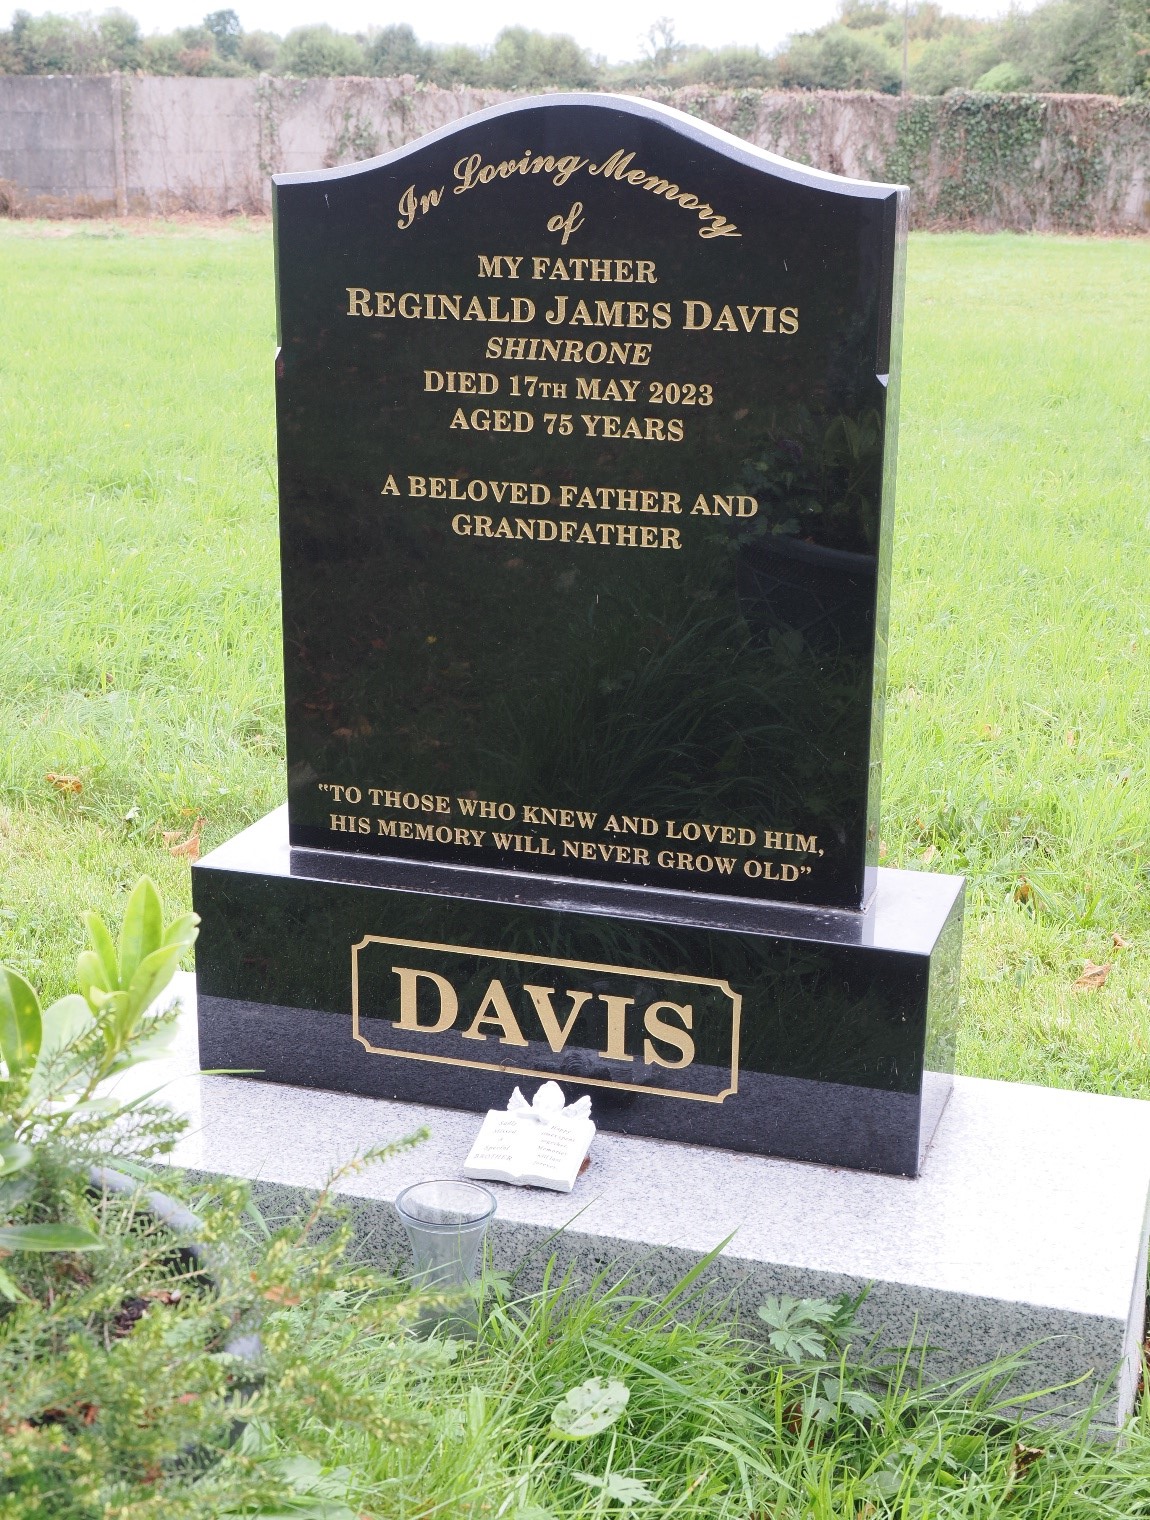 In Loving Memory
of
MY FATHER
REGINALD JAMES DAVIS
SHINRONE
DIED 17TH MAY 2023
AGED 75 YEARS
A BELOVED FATHER AND
GRANDFATHER
"TO THOSE WHO KNEW AND LOVED HIM,
HIS MEMORY WILL NEVER GROW OLD"
DAVIS
BROTHER